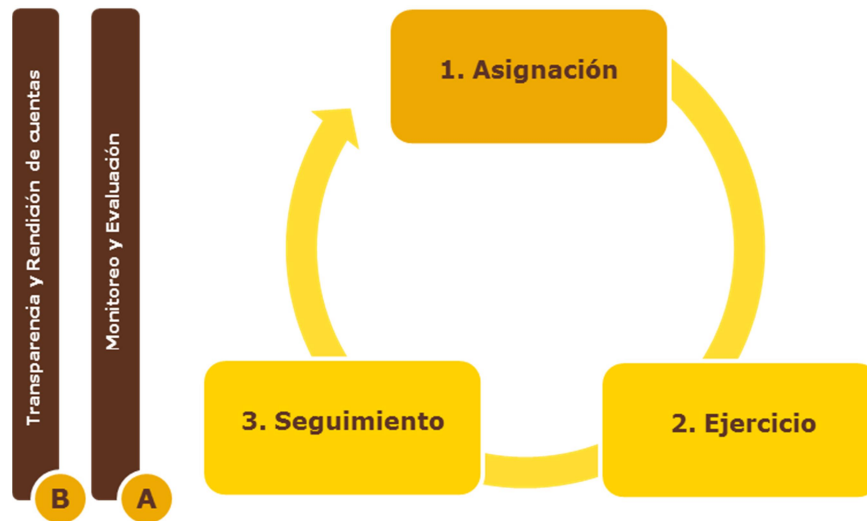 Transparencia y Rendición de cuentas
B
Monitoreo y Evaluación
A
1. Asignación
2. Ejercicio
3. Seguimiento